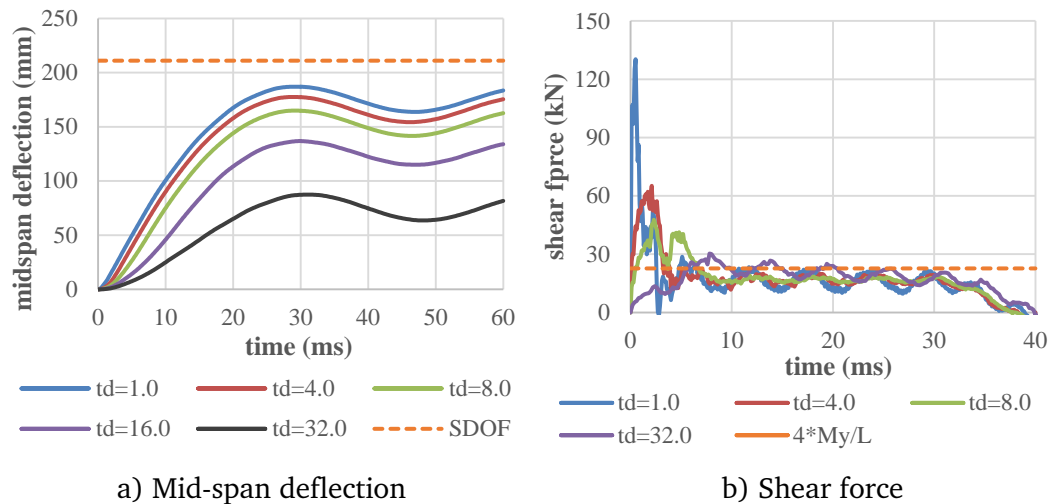 midspan deflection (mm)
250
200
150
100
50
0
0 10 20 30 40 50 60
time (ms)
td=1.0 td=4.0 td=8.0
td=16.0 td=32.0 SDOF
a) Mid-span deflection
shear fprce (kN)
150
120
90
60
30
0
0 10 20 30 40
time (ms)
td=1.0 td=4.0 td=8.0
td=32.0 4*My/L
b) Shear force